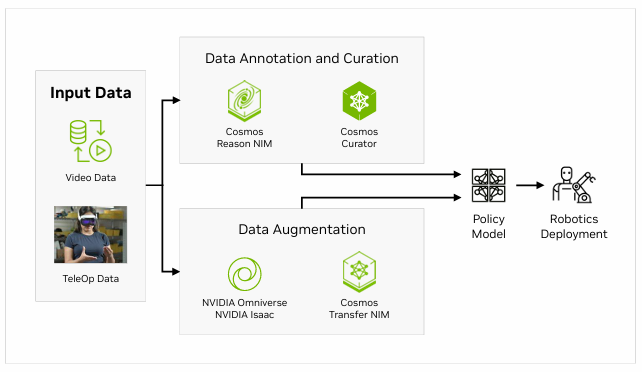 Input Data
Video Data
TeleOp Data
Data Annotation and Curation
Cosmos
Reason NIM
Cosmos
Curator
Data Augmentation
NVIDIA Omniverse
NVIDIA Isaac
Cosmos
Transfer NIM
Policy
Model
Robotics
Deployment